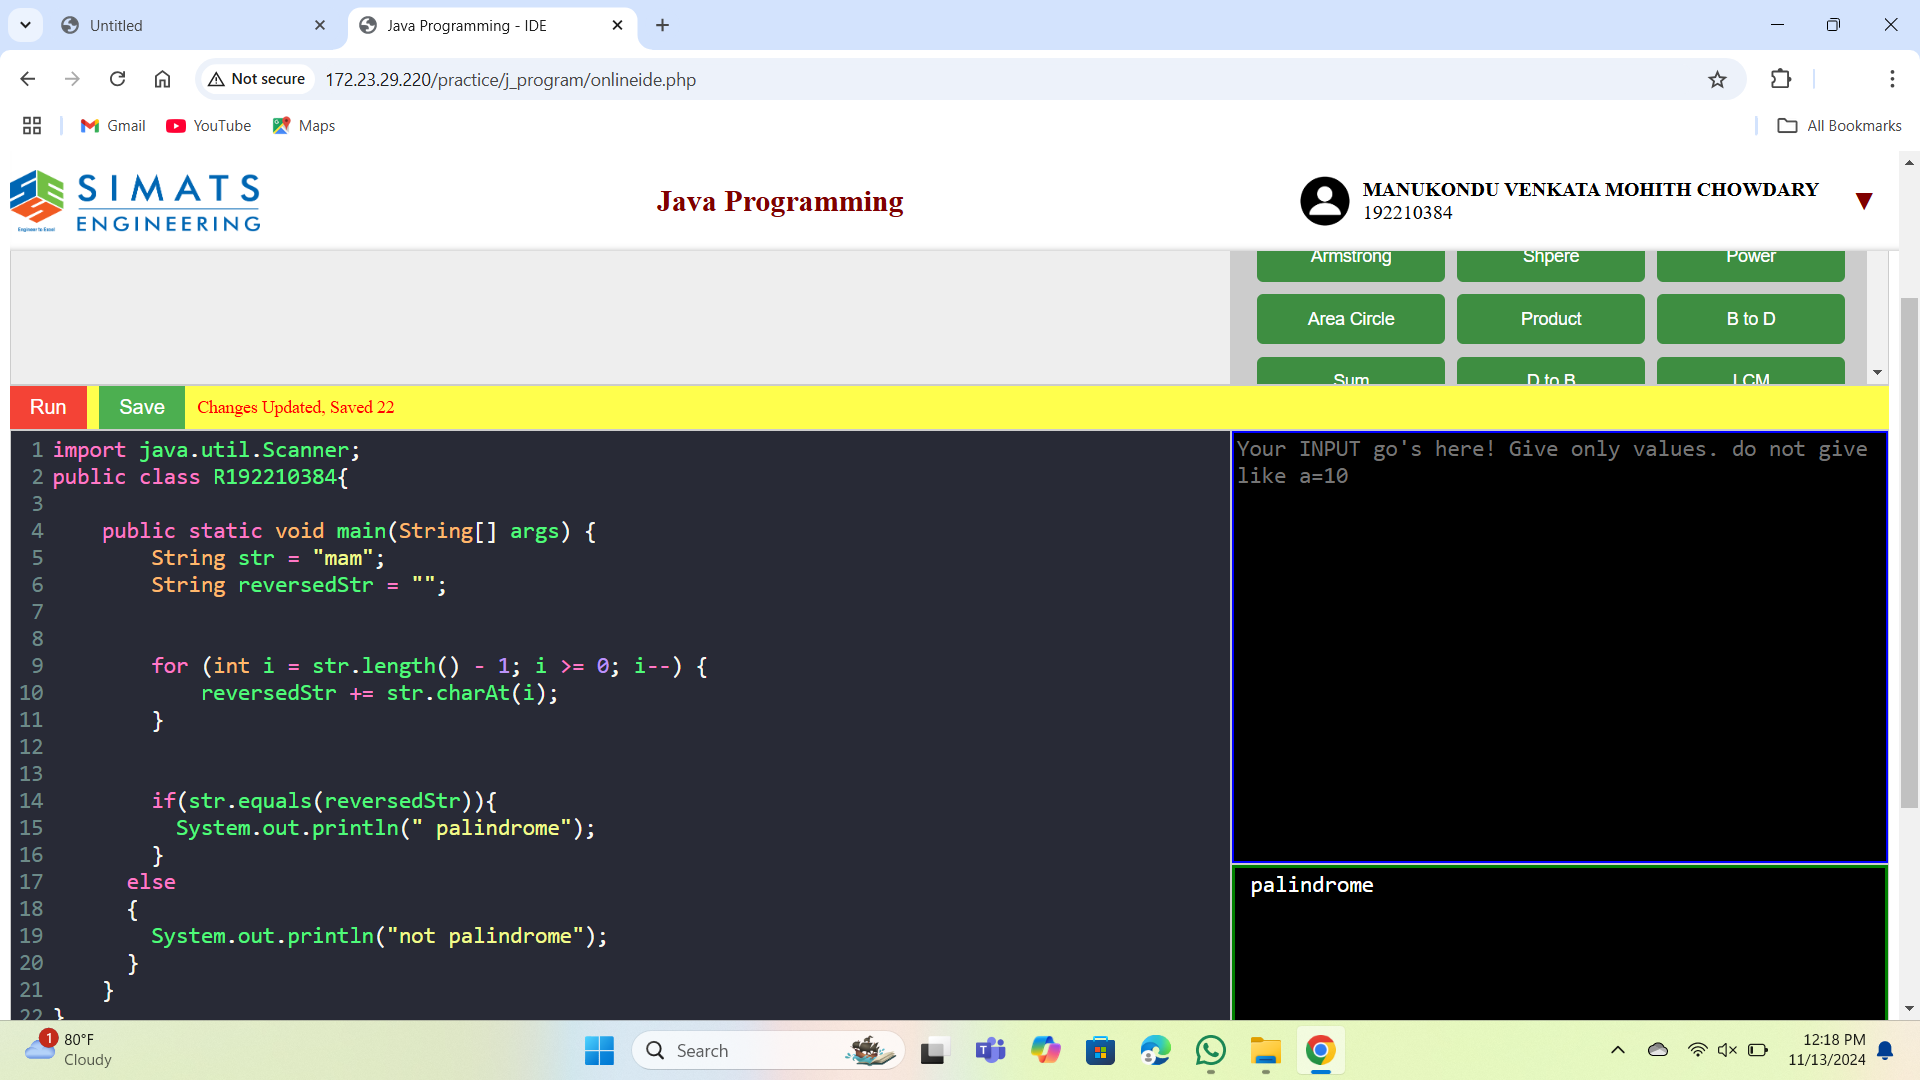 Untitled
Java Programming - IDE
Not secure
172.23.29.220/practice/j_program/onlineide.php
Gmail
YouTube
Maps
All Bookmarks
SIMATS
ENGINEERING
Engineer to Excel
Java Programming
MANUKONDU VENKATA MOHITH CHOWDARY
192210384
Armstrong
Shpere
Power
Area Circle
Product
B to D
Sum
D to B
LCM
Run
Save
Changes Updated, Saved 22
1 import java.util.Scanner;
2 public class R192210384{
3
4 public static void main(String[] args) {
5 String str = "mam";
6 String reversedStr = "";
7
8
9 for (int i = str.length() - 1; i >= 0; i--) {
10 reversedStr += str.charAt(i);
11 }
12
13
14 if(str.equals(reversedStr)){
15 System.out.println(" palindrome");
16 }
17 else
18 {
19 System.out.println("not palindrome");
20 }
21 }
22 }
Your INPUT go's here! Give only values. do not give
like a=10
palindrome
1
80°F
Cloudy
Search
12:18 PM
11/13/2024